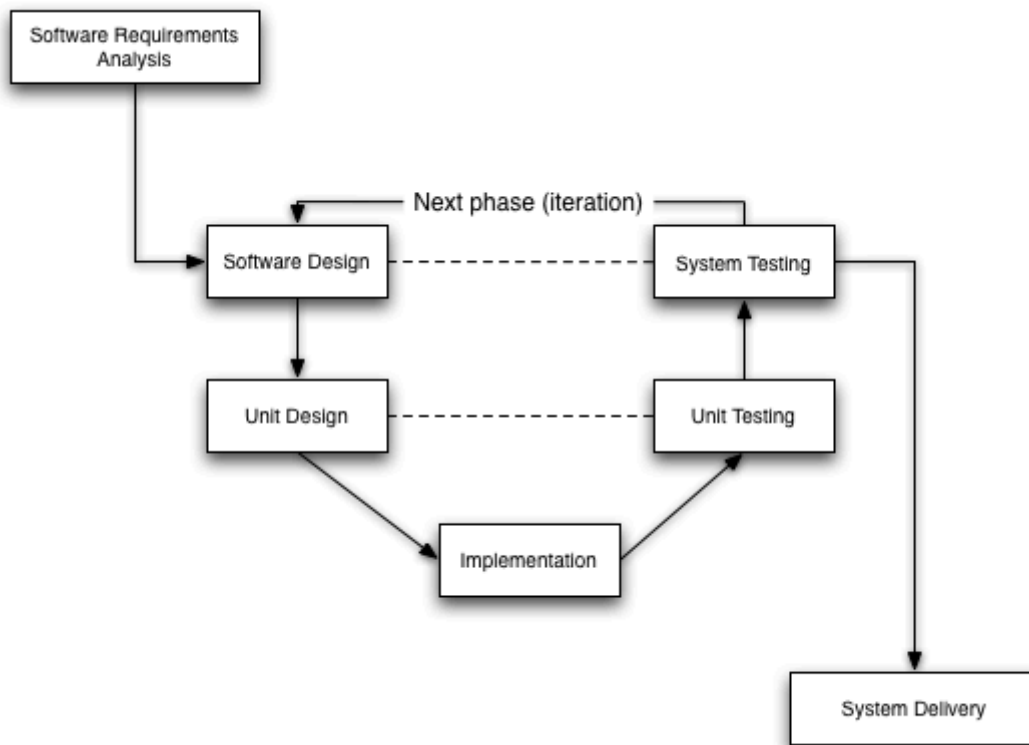 Software Requirements
Analysis
Next phase (iteration)
Software Design
System Testing
Unit Design
Unit Testing
Implementation
System Delivery